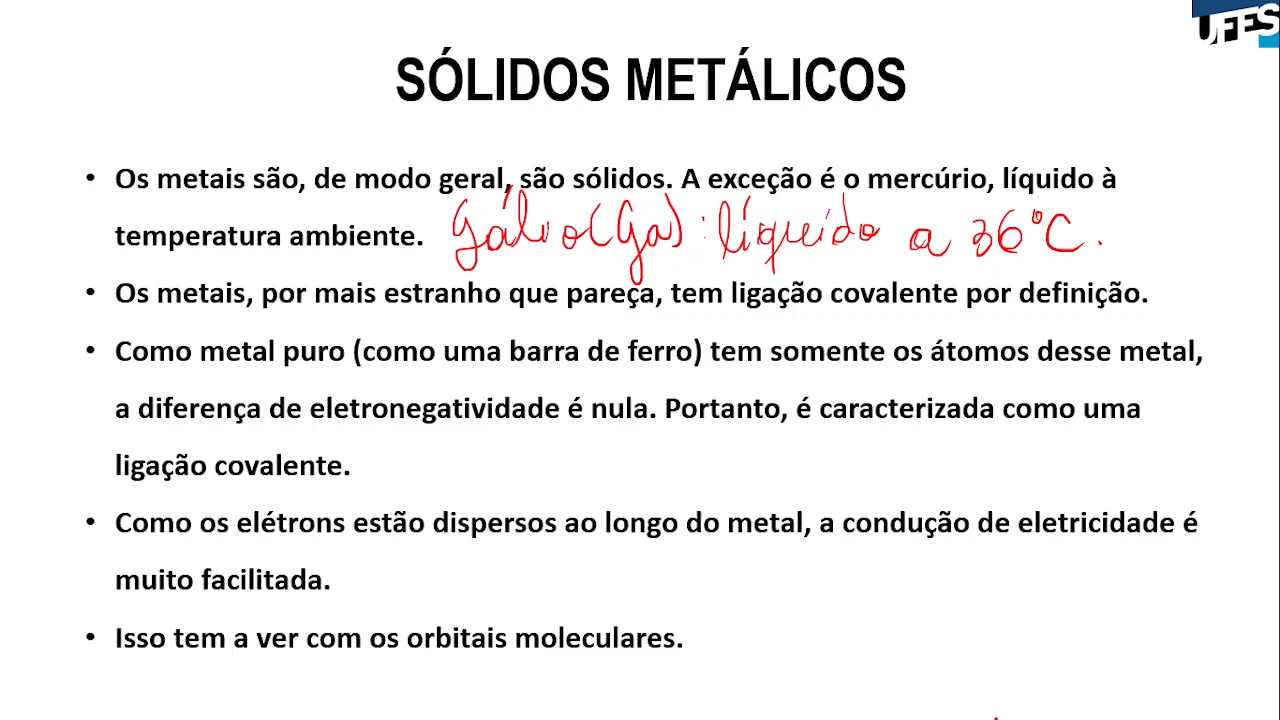 UFES
SÓLIDOS METÁLICOS
• Os metais são, de modo geral, são sólidos. A exceção é o mercúrio, líquido à
temperatura ambiente. Gálio (Ga): líquido a 36°C.
• Os metais, por mais estranho que pareça, tem ligação covalente por definição.
• Como metal puro (como uma barra de ferro) tem somente os átomos desse metal,
a diferença de eletronegatividade é nula. Portanto, é caracterizada como uma
ligação covalente.
• Como os elétrons estão dispersos ao longo do metal, a condução de eletricidade é
muito facilitada.
• Isso tem a ver com os orbitais moleculares.